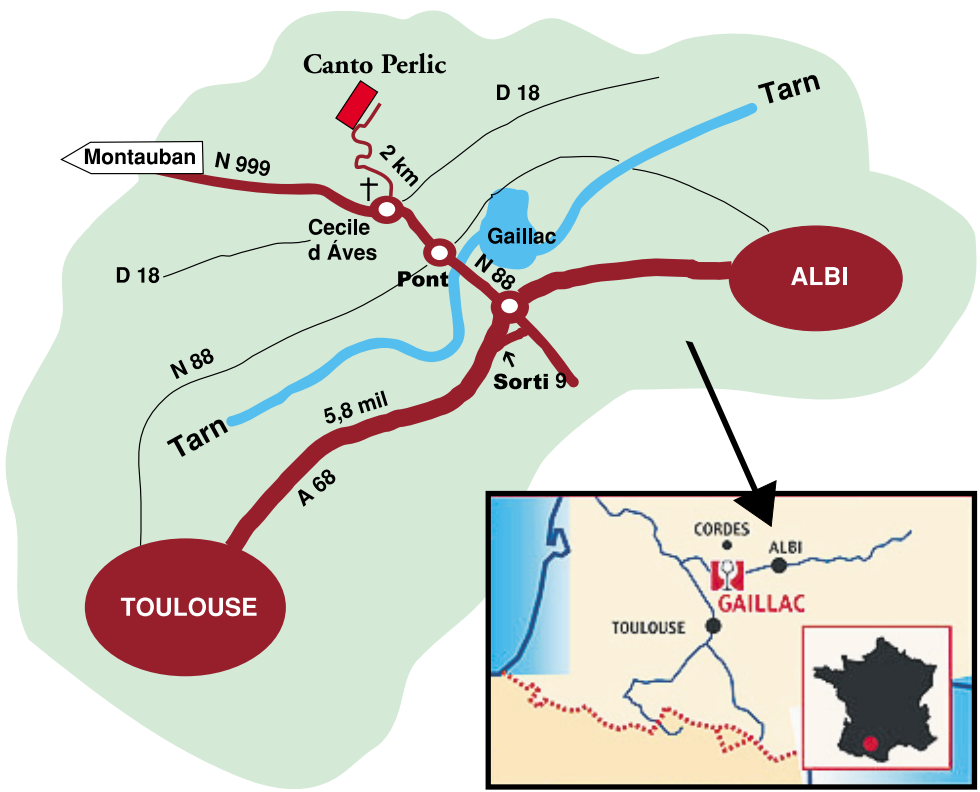 Canto Perlic
D 18
Tarn
Montauban
N 999
2 km
Cecile
d Áves
Gaillac
D 18
Pont
N 88
ALBI
N 88
Sorti 9
5,8 mil
Tarn
A 68
TOULOUSE
CORDES
ALBI
GAILLAC
TOULOUSE